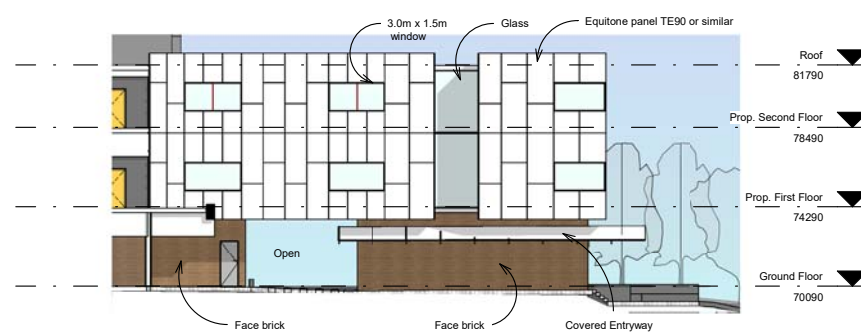 3.0m x 1.5m
window
Glass
Equitone panel TE90 or similar
Roof
81790
Prop. Second Floor
78490
Prop. First Floor
74290
Open
Ground Floor
70090
Face brick
Face brick
Covered Entryway